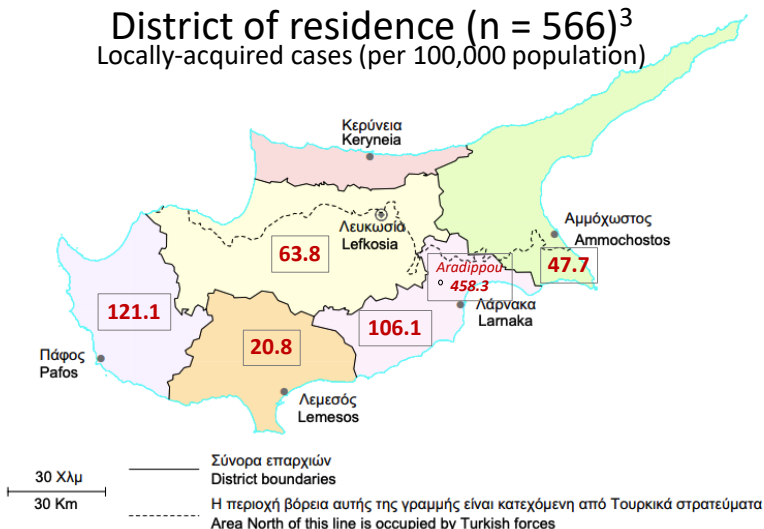 District of residence (n = 566)³
Locally-acquired cases (per 100,000 population)
Κερύνεια
Keryneia
Λευκωσία
Lefkosia
Αμμόχωστος
Ammochostos
63.8
Aradippou
458.3
47.7
Λάρνακα
Larnaka
121.1
106.1
20.8
Πάφος
Pafos
Λεμεσός
Lemesos
30 Χλμ
30 Km
Σύνορα επαρχιών
District boundaries
Η περιοχή βόρεια αυτής της γραμμής είναι κατεχόμενη από Τουρκικά στρατεύματα
Area North of this line is occupied by Turkish forces